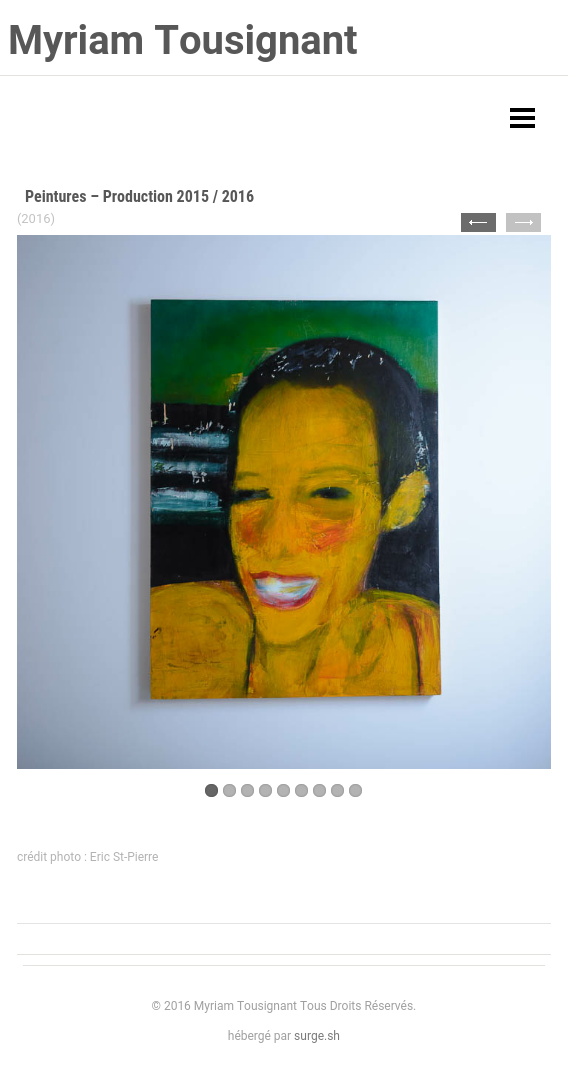 Myriam Tousignant
Peintures – Production 2015 / 2016
(2016)
crédit photo : Eric St-Pierre
© 2016 Myriam Tousignant Tous Droits Réservés.
hébergé par surge.sh